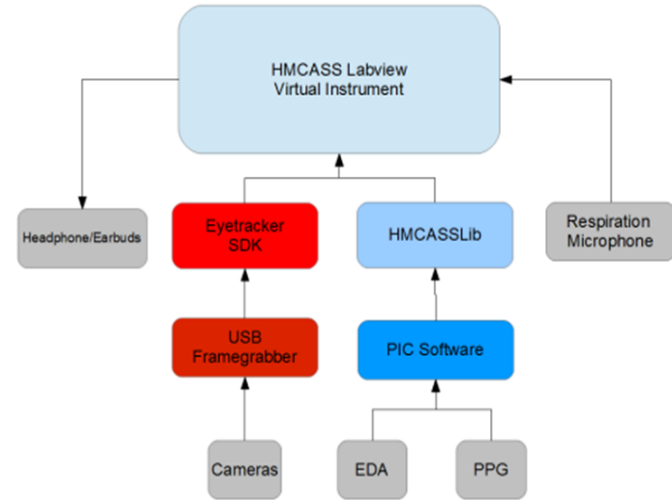 HMCASS Labview
Virtual Instrument
Headphone/Earbuds
Eyetracker
SDK
HMCASSLib
Respiration
Microphone
USB
Framegrabber
PIC Software
Cameras
EDA
PPG